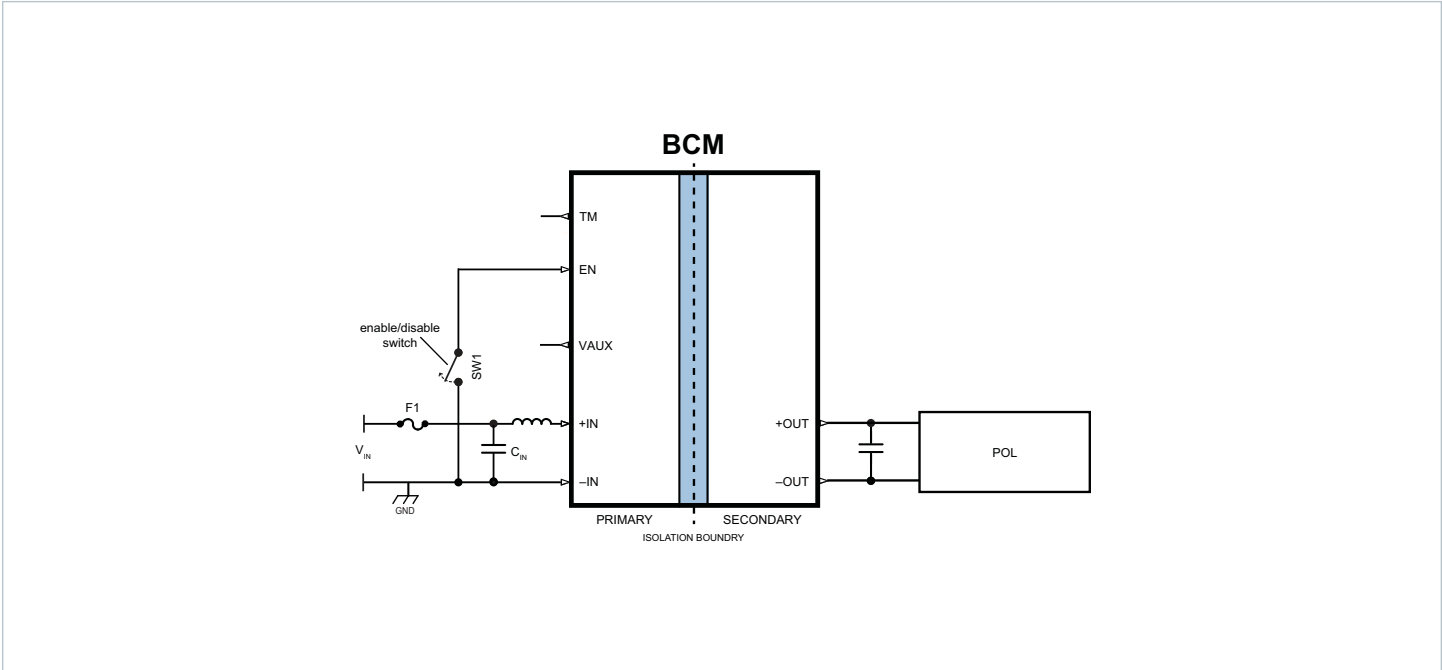 BCM
TM
EN
VAUX
enable/disable
switch
SW1
F1
+IN
V_IN
C_IN
–IN
GND
+OUT
–OUT
POL
PRIMARY
SECONDARY
ISOLATION BOUNDRY